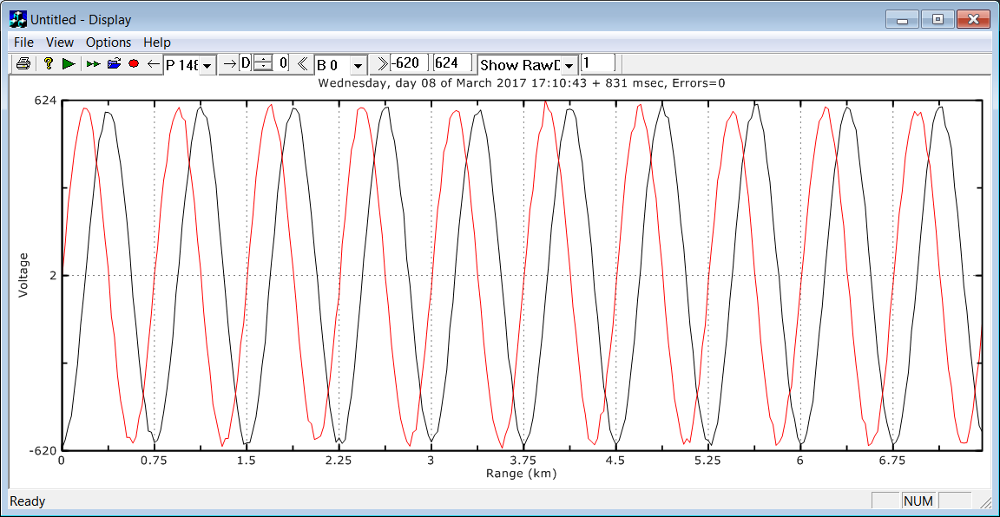 Untitled - Display
File View Options Help
P 148 D 0 B 0 -620 624 Show RawD 1
Wednesday, day 08 of March 2017 17:10:43 + 831 msec, Errors=0
624
2
-620
Voltage
0 0.75 1.5 2.25 3 3.75 4.5 5.25 6 6.75
Range (km)
Ready NUM